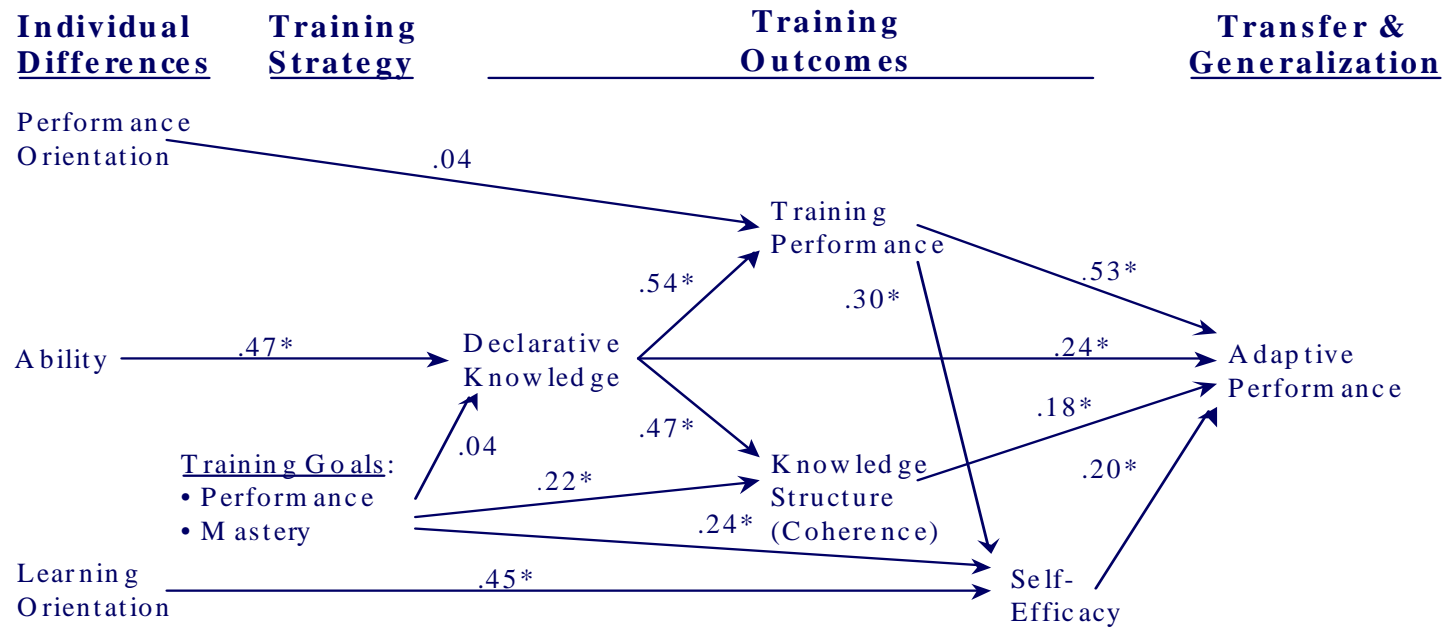 Individual
Differences
Training
Strategy
Training
Outcomes
Transfer &
Generalization
Performance
Orientation
.04
Training
Performance
.54*
.30*
.53*
Ability
.47*
Declarative
Knowledge
.24*
Adaptive
Performance
.47*
.18*
.04
Training Goals:
• Performance
• Mastery
.22*
Knowledge
Structure
(Coherence)
.20*
.24*
Learning
Orientation
.45*
Self-
Efficacy